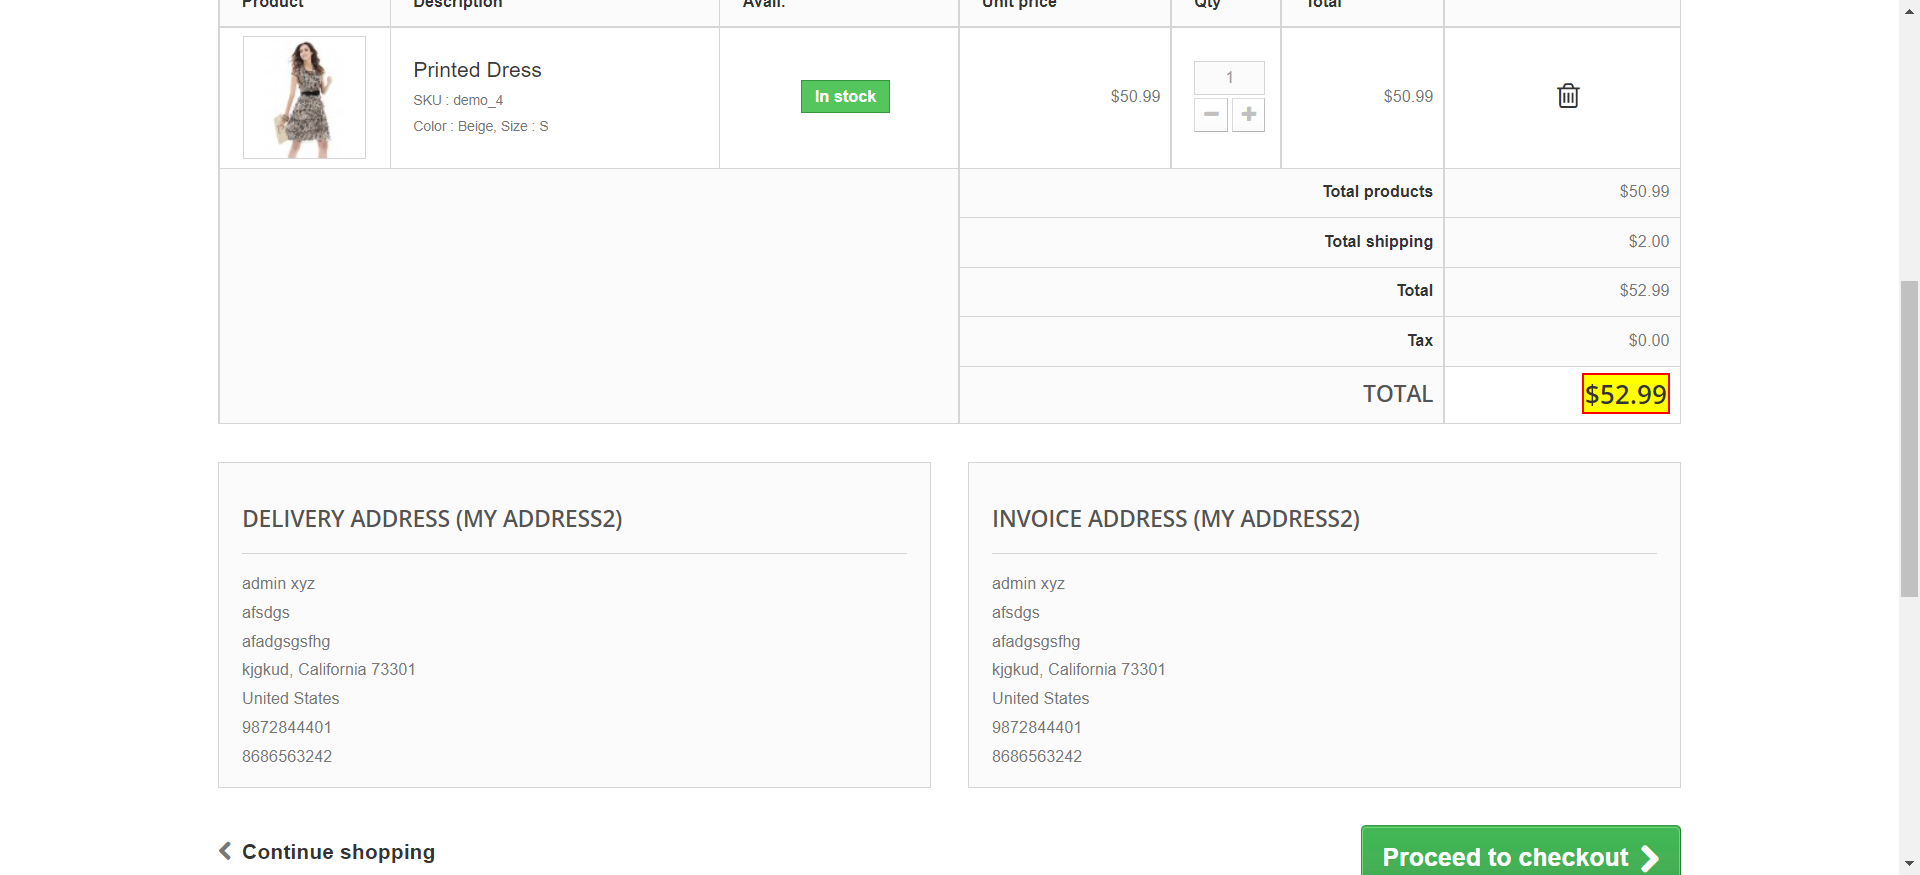 Product Description Avail. Unit price Qty Total
Printed Dress
SKU : demo_4
Color : Beige, Size : S
In stock
$50.99
1
$50.99
Total products $50.99
Total shipping $2.00
Total $52.99
Tax $0.00
TOTAL $52.99
DELIVERY ADDRESS (MY ADDRESS2)
admin xyz
afsdgs
afadgsgsfhg
kjgkud, California 73301
United States
9872844401
8686563242
INVOICE ADDRESS (MY ADDRESS2)
admin xyz
afsdgs
afadgsgsfhg
kjgkud, California 73301
United States
9872844401
8686563242
Continue shopping
Proceed to checkout